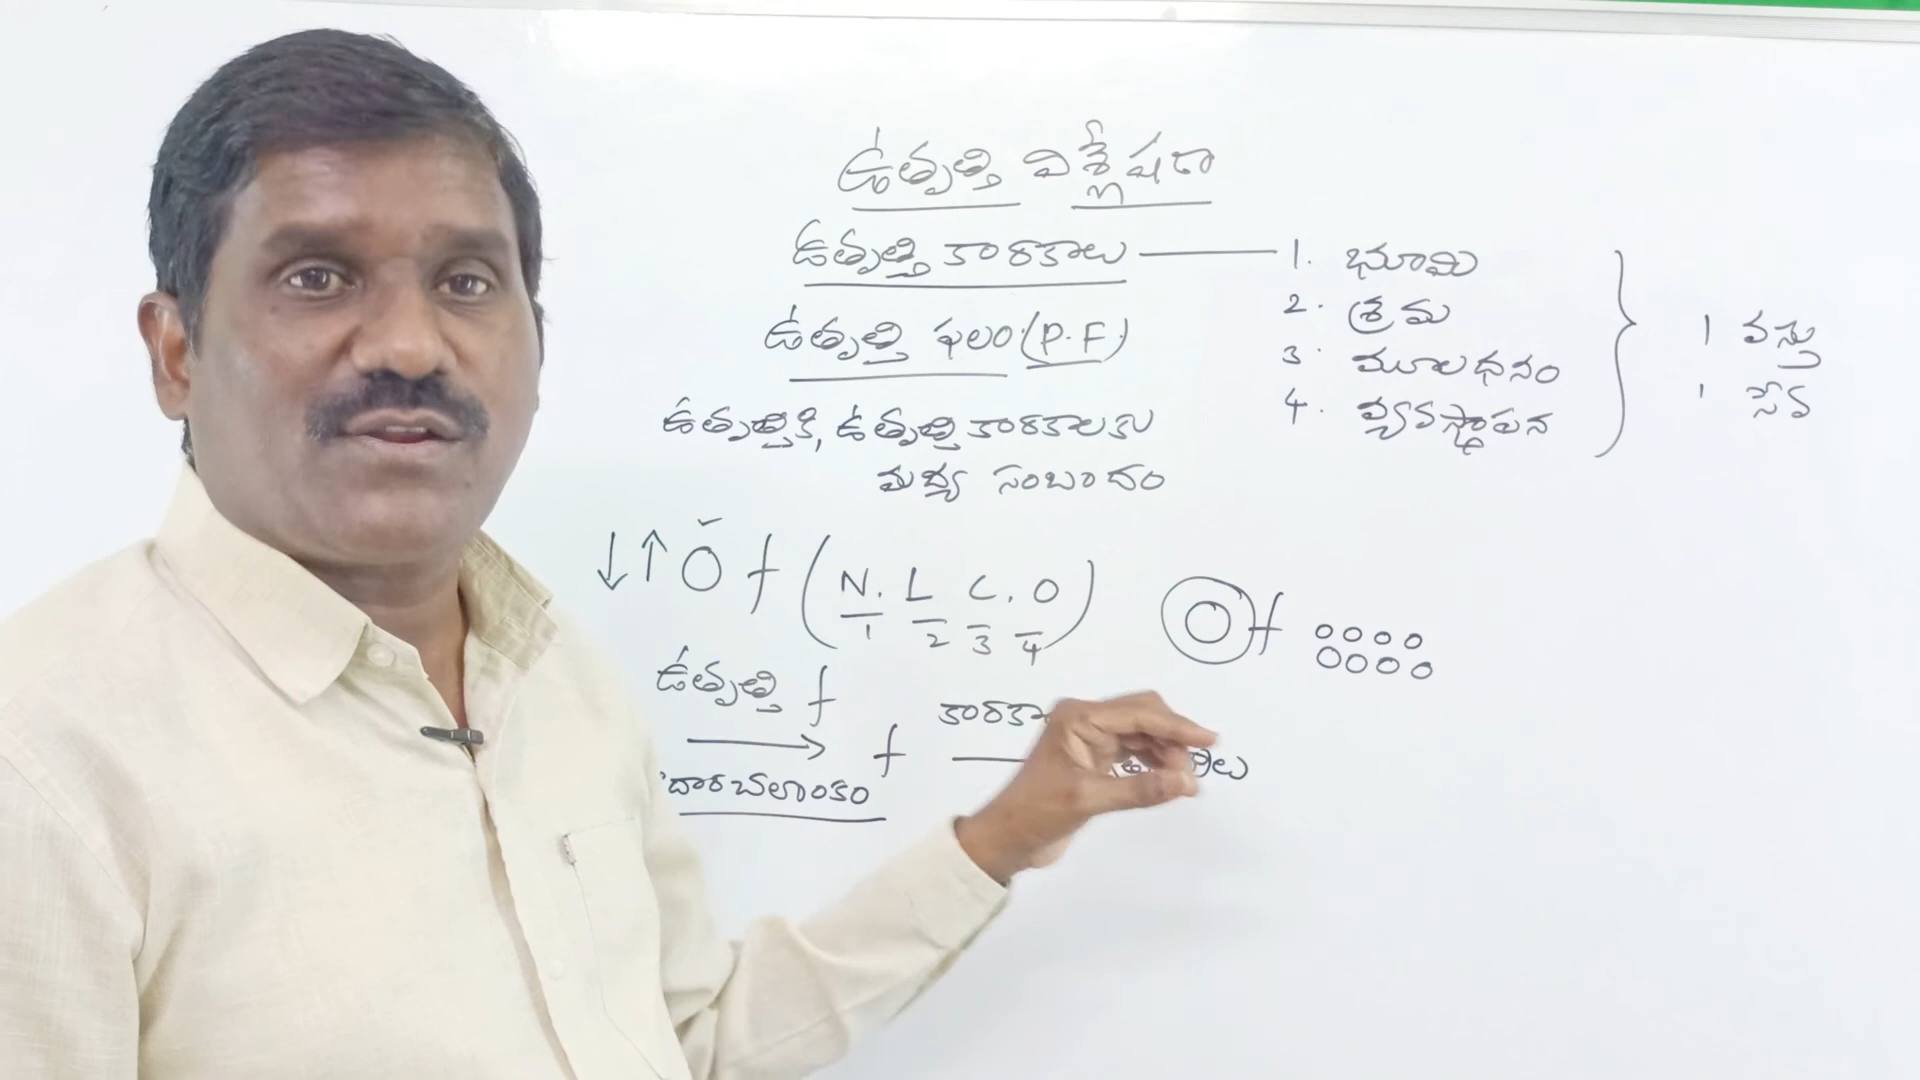 ఉత్పత్తి విశ్లేషణ
ఉత్పత్తి కారకాలు — 1. భూమి
2. శ్రమ
3. మూలధనం
4. వ్యవస్థాపన
1 వస్తు
1 సేవ
ఉత్పత్తి ఫలం (P.F)
ఉత్పత్తికి, ఉత్పత్తి కారకాలకు
మధ్య సంబంధం
↓ ↑ O f (N. L C. O)
1 2 3 4
O f
ఉత్పత్తి f
→ f